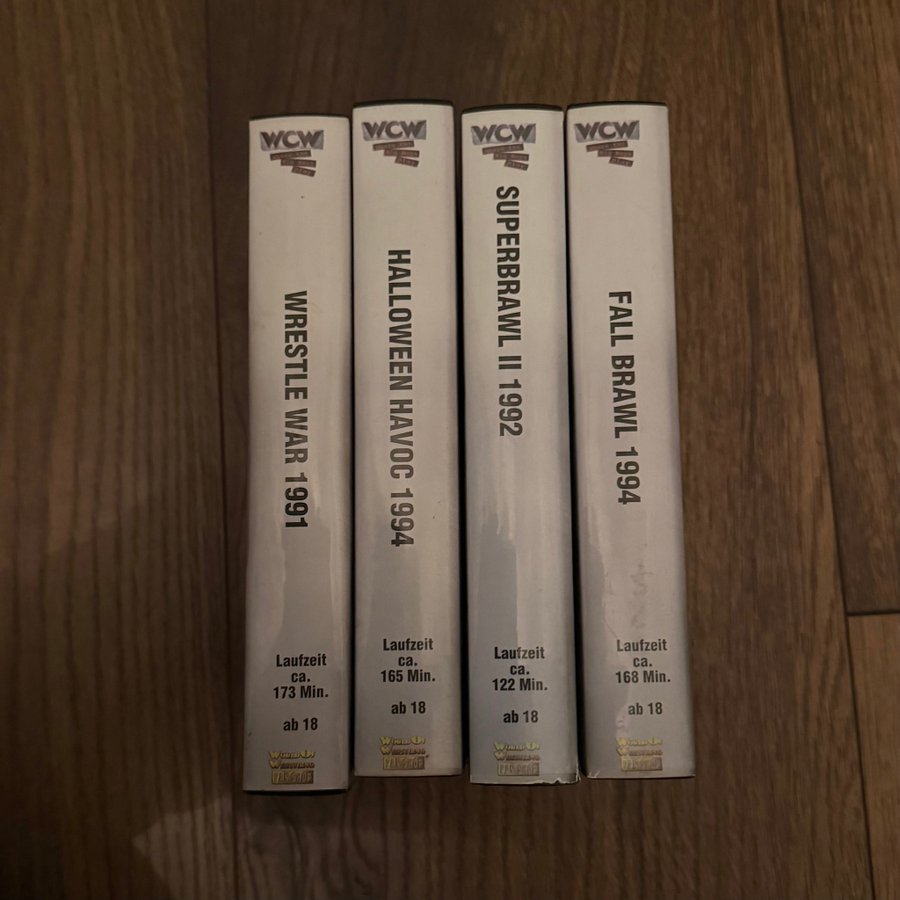 WCW
WRESTLE WAR 1991
Laufzeit
ca.
173 Min.
ab 18
WCW
HALLOWEEN HAVOC 1994
Laufzeit
ca.
165 Min.
ab 18
WCW
SUPERBRAWL II 1992
Laufzeit
ca.
122 Min.
ab 18
WCW
FALL BRAWL 1994
Laufzeit
ca.
168 Min.
ab 18